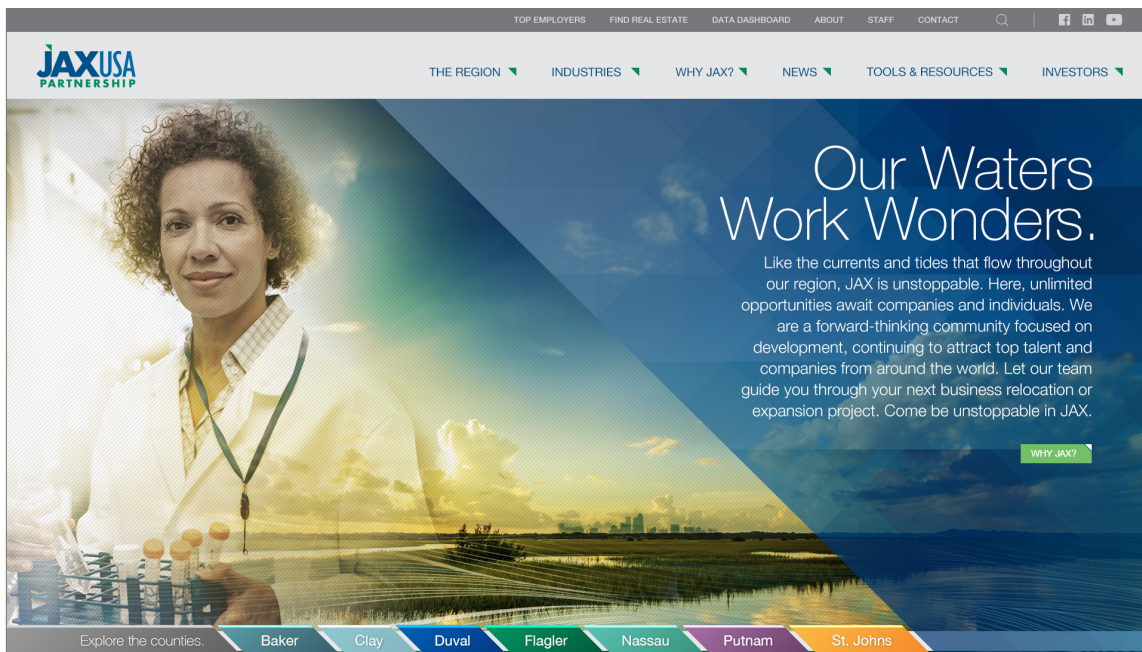 TOP EMPLOYERS FIND REAL ESTATE DATA DASHBOARD ABOUT STAFF CONTACT
JAXUSA
PARTNERSHIP
THE REGION INDUSTRIES WHY JAX? NEWS TOOLS & RESOURCES INVESTORS
Our Waters
Work Wonders.
Like the currents and tides that flow throughout
our region, JAX is unstoppable. Here, unlimited
opportunities await companies and individuals. We
are a forward-thinking community focused on
development, continuing to attract top talent and
companies from around the world. Let our team
guide you through your next business relocation or
expansion project. Come be unstoppable in JAX.
WHY JAX?
Explore the counties. Baker Clay Duval Flagler Nassau Putnam St. Johns